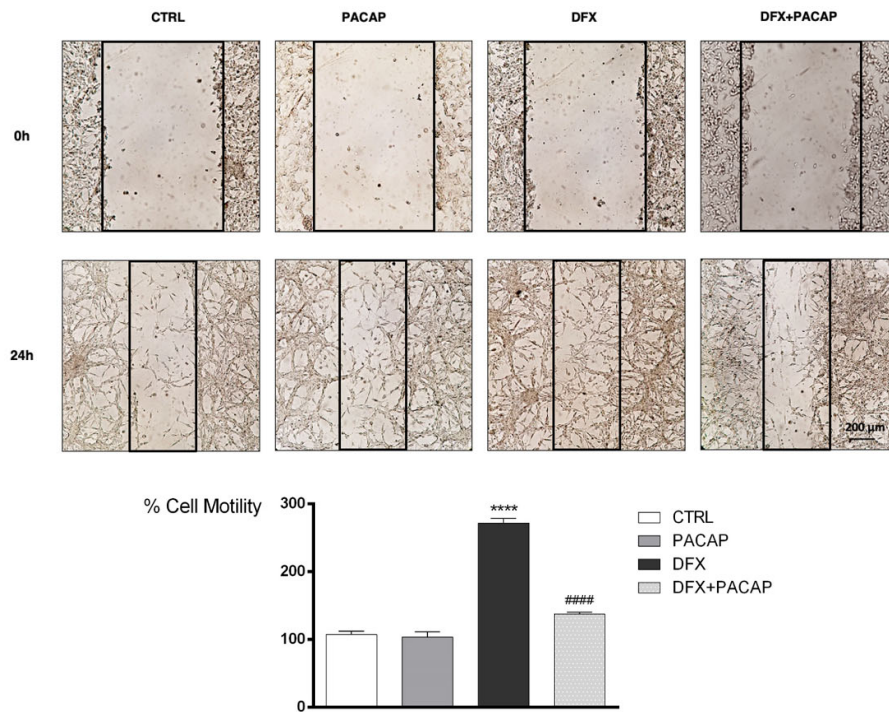 CTRL PACAP DFX DFX+PACAP
0h
24h
200 µm
% Cell Motility
300
200
100
0
****
####
CTRL
PACAP
DFX
DFX+PACAP